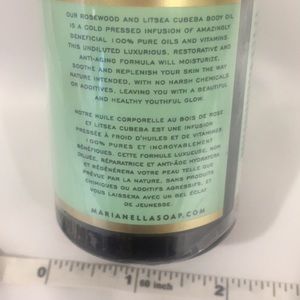 OUR ROSEWOOD AND LITSEA CUBEBA BODY OIL
IS A COLD PRESSED INFUSION OF AMAZINGLY
BENEFICIAL 100% PURE OILS AND VITAMINS.
THIS UNDILUTED LUXURIOUS, RESTORATIVE AND
ANTI-AGING FORMULA WILL MOISTURIZE,
SOOTHE AND REPLENISH YOUR SKIN THE WAY
NATURE INTENDED, WITH NO HARSH CHEMICALS
OR ADDITIVES, LEAVING YOU WITH A BEAUTIFUL
AND HEALTHY YOUTHFUL GLOW.
NOTRE HUILE CORPORELLE AU BOIS DE ROSE
ET LITSEA CUBEBA EST UNE INFUSION
PRESSÉE À FROID D'HUILES ET DE VITAMINES
100% PURES ET INCROYABLEMENT
BÉNÉFIQUES. CETTE FORMULE LUXUEUSE, NON
DILUÉE, RÉPARATRICE ET ANTI-ÂGE HYDRATERA
ET RÉGÉNÉRERA VOTRE PEAU TELLE QUE
PRÉVUE PAR LA NATURE, SANS PRODUITS
CHIMIQUES OU ADDITIFS AGRESSIFS, ET
VOUS LAISSERA AVEC UN BEL ÉCLAT
DE JEUNESSE.
MARIANELLASOAP.COM
1 60 inch 2